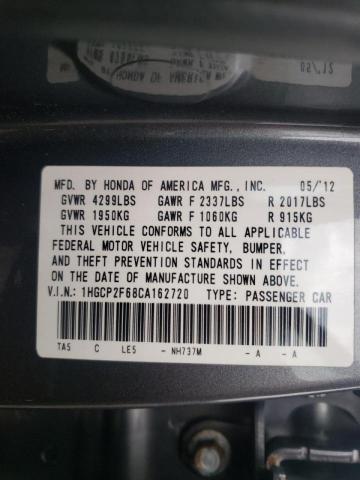 05/'12
MFD. BY HONDA OF AMERICA MFG., INC. 05/'12
GVWR 4299LBS GAWR F 2337LBS R 2017LBS
GVWR 1950KG GAWR F 1060KG R 915KG
THIS VEHICLE CONFORMS TO ALL APPLICABLE
FEDERAL MOTOR VEHICLE SAFETY, BUMPER,
AND THEFT PREVENTION STANDARDS IN EFFECT
ON THE DATE OF MANUFACTURE SHOWN ABOVE.
V.I.N.: 1HGCP2F68CA162720 TYPE: PASSENGER CAR
TA5 C LE5 - NH737M - A - A